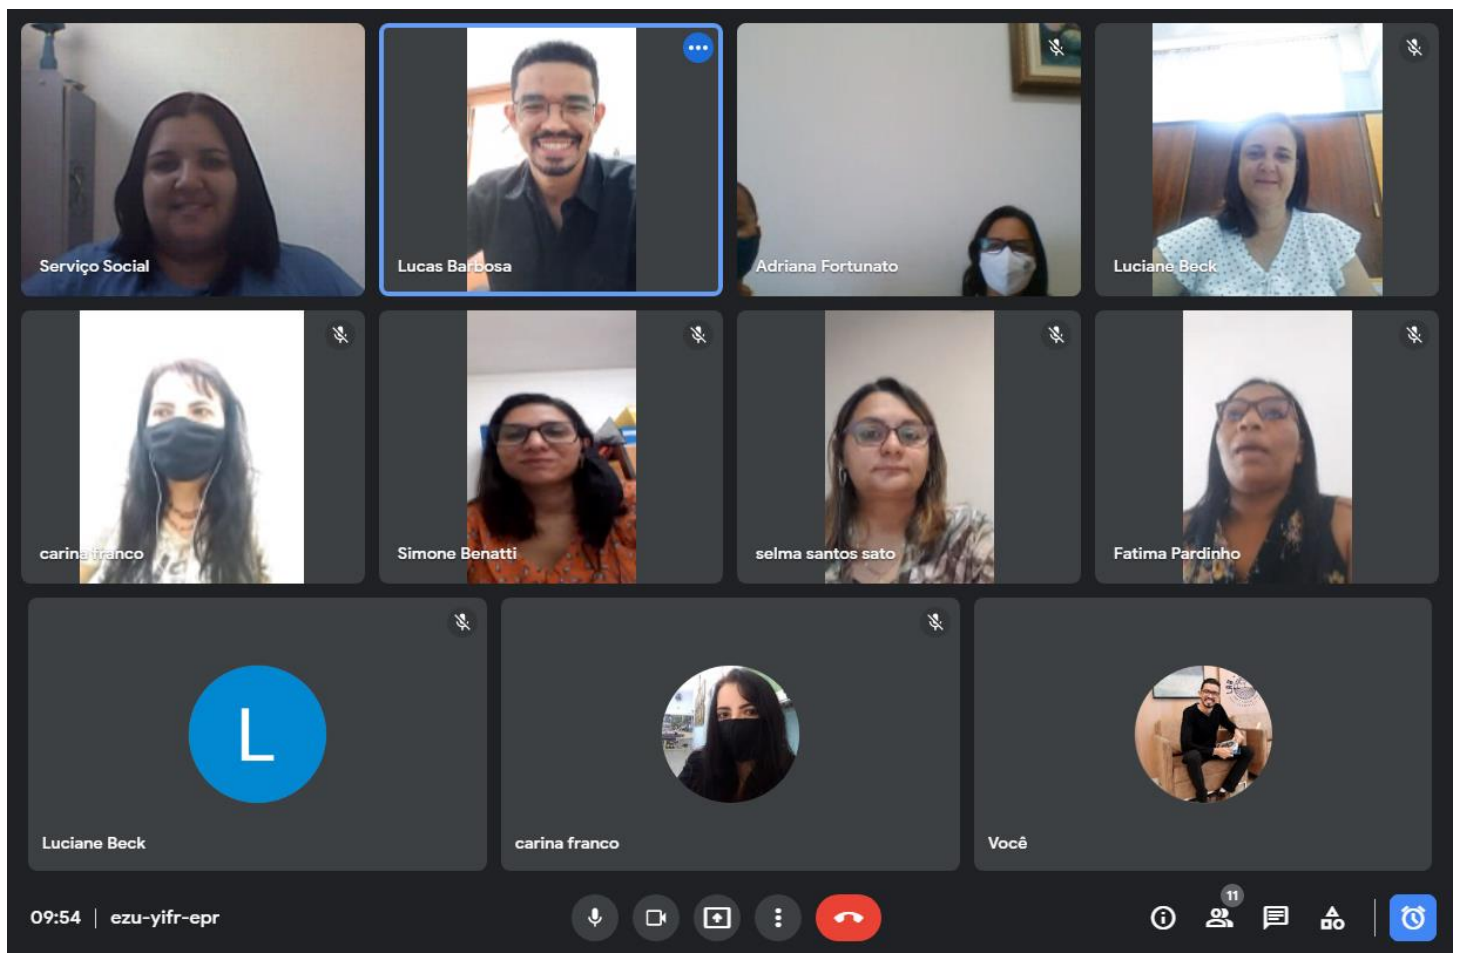 Serviço Social
Lucas Barbosa
Adriana Fortunato
Luciane Beck
carina franco
Simone Benatti
selma santos sato
Fatima Pardinho
L
Luciane Beck
carina franco
Você
09:54 | ezu-yifr-epr
11